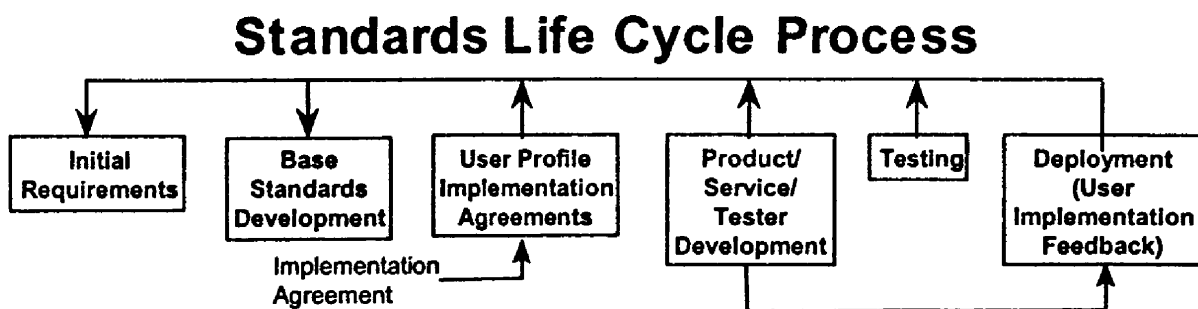 Standards Life Cycle Process
Initial
Requirements
Base
Standards
Development
User Profile
Implementation
Agreements
Product/
Service/
Tester
Development
Testing
Deployment
(User
Implementation
Feedback)
Implementation
Agreement